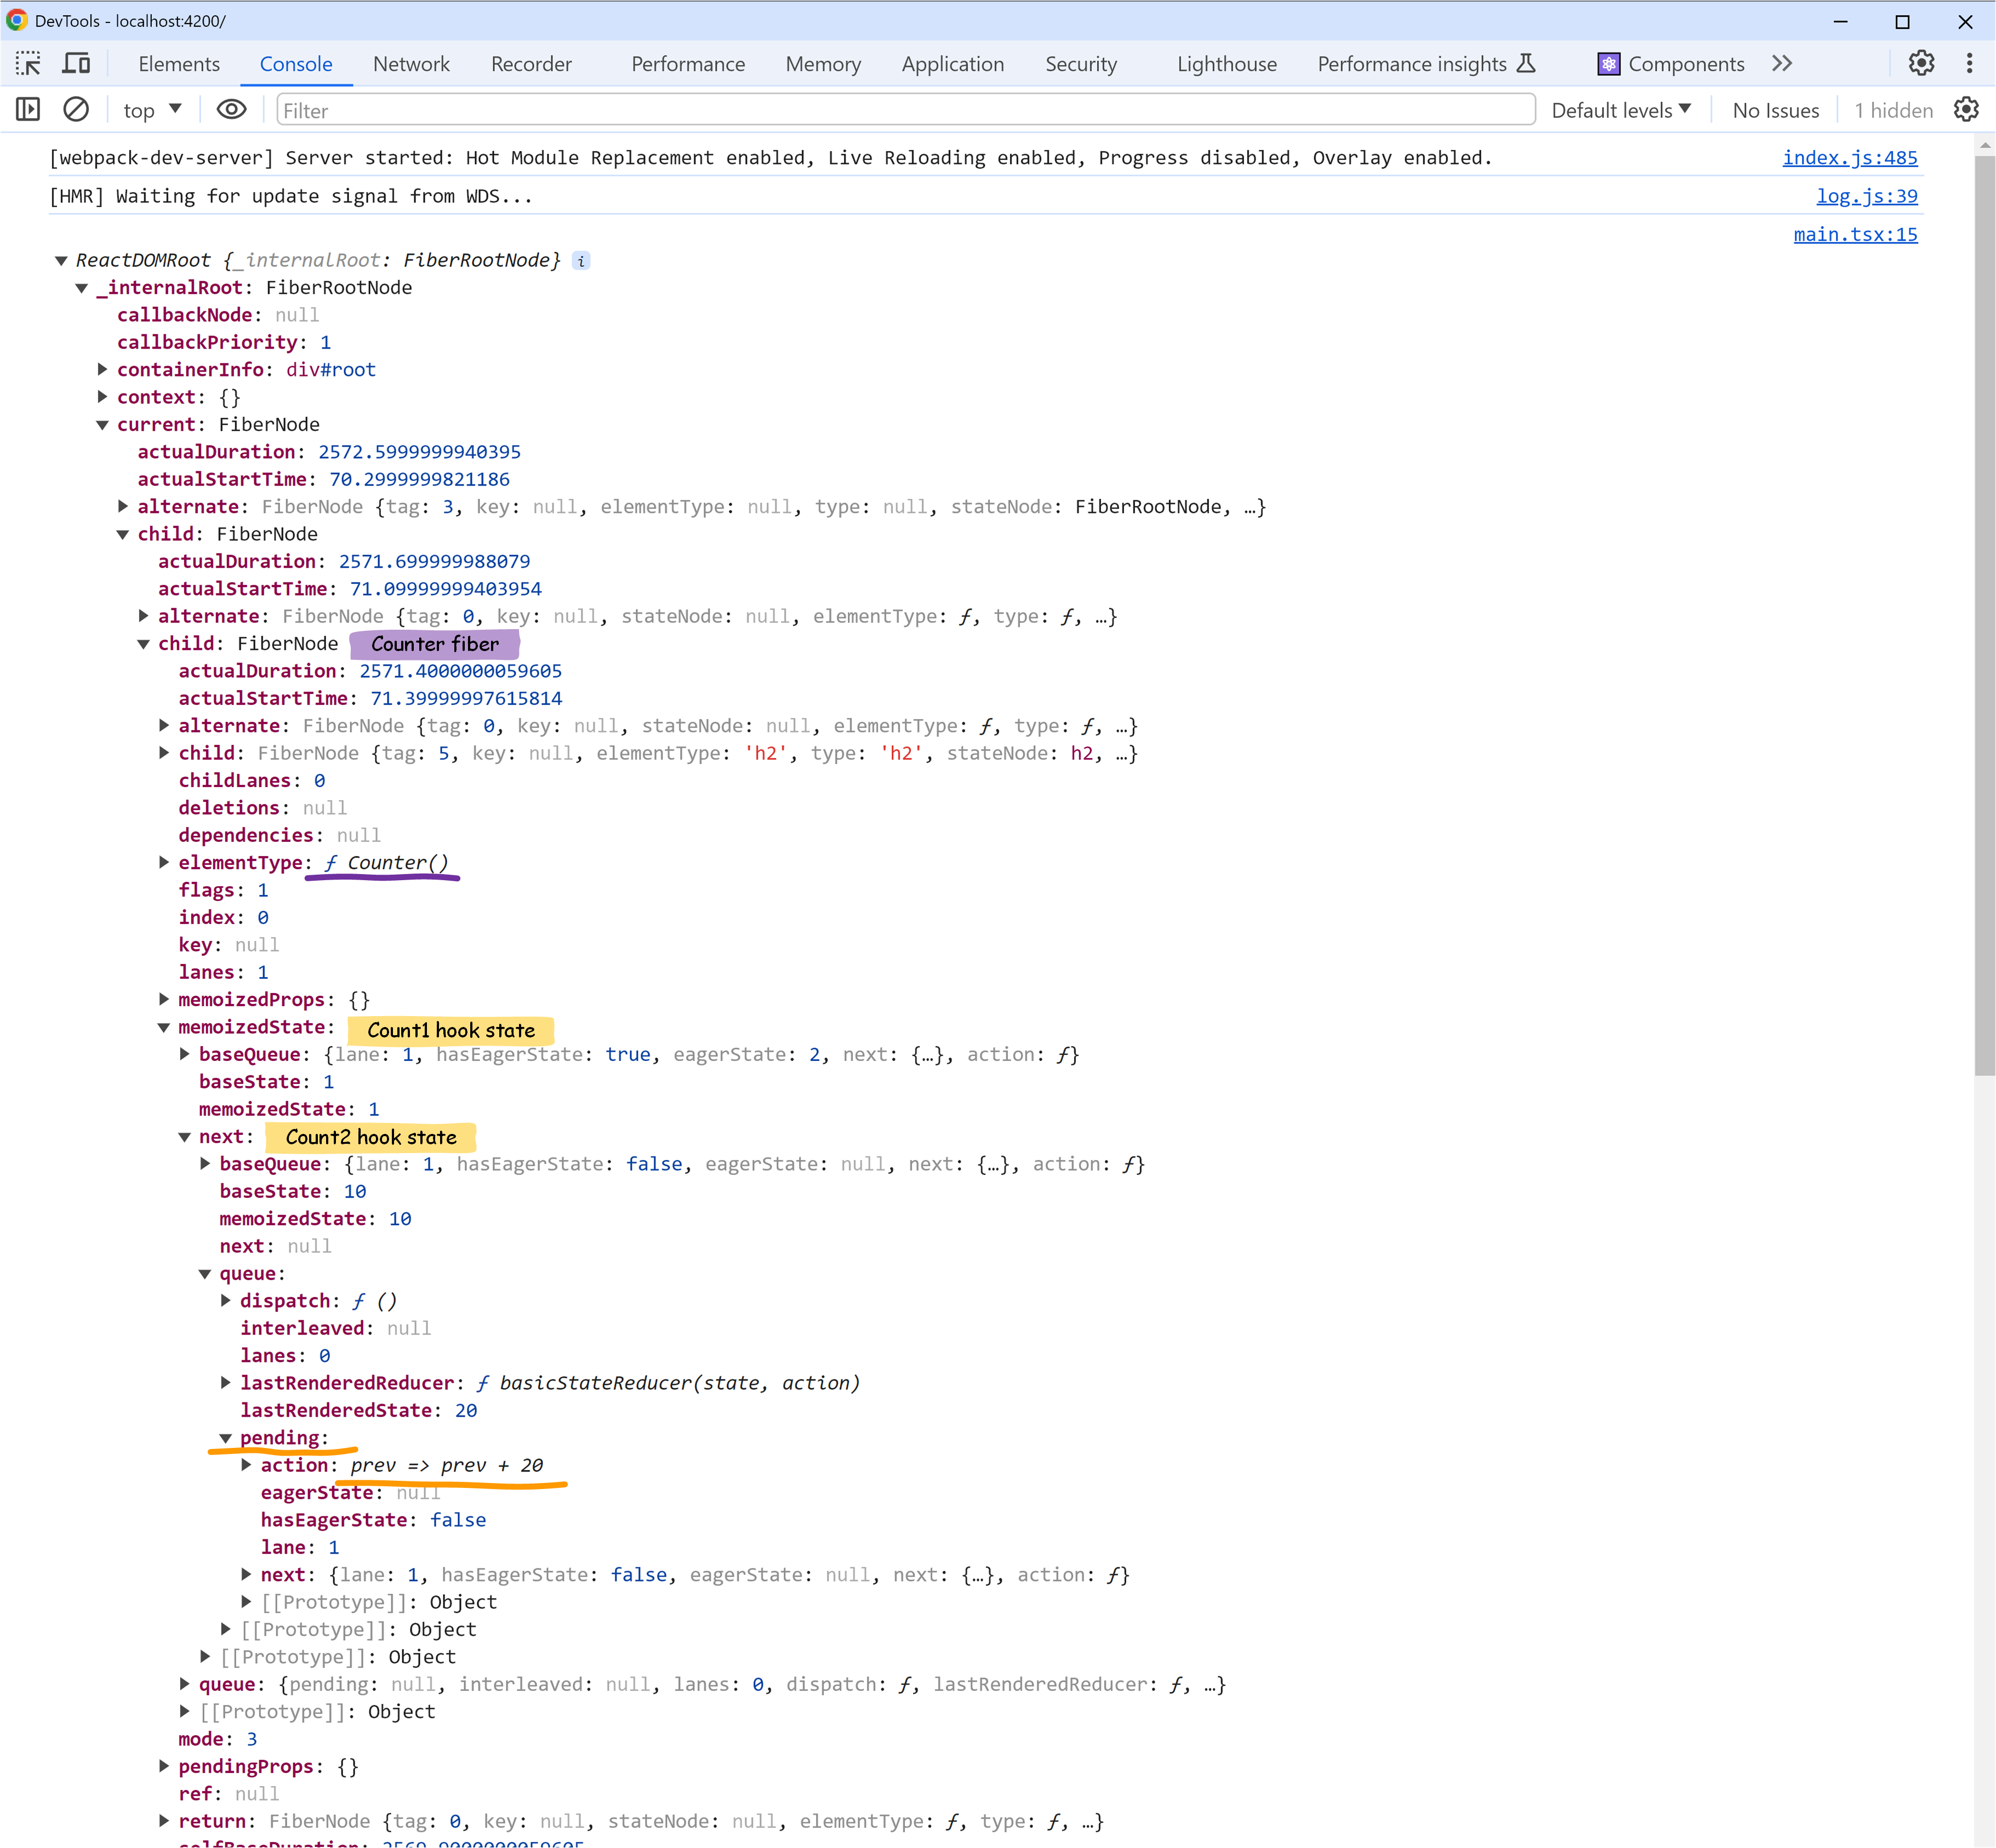 DevTools - localhost:4200/
Elements Console Network Recorder Performance Memory Application Security Lighthouse Performance insights Components
top Filter Default levels No Issues 1 hidden
[webpack-dev-server] Server started: Hot Module Replacement enabled, Live Reloading enabled, Progress disabled, Overlay enabled. index.js:485
[HMR] Waiting for update signal from WDS... log.js:39
main.tsx:15
ReactDOMRoot {_internalRoot: FiberRootNode} i
_internalRoot: FiberRootNode
callbackNode: null
callbackPriority: 1
containerInfo: div#root
context: {}
current: FiberNode
actualDuration: 2572.5999999940395
actualStartTime: 70.2999999821186
alternate: FiberNode {tag: 3, key: null, elementType: null, type: null, stateNode: FiberRootNode, …}
child: FiberNode
actualDuration: 2571.699999988079
actualStartTime: 71.09999999403954
alternate: FiberNode {tag: 0, key: null, stateNode: null, elementType: ƒ, type: ƒ, …}
child: FiberNode Counter fiber
actualDuration: 2571.4000000059605
actualStartTime: 71.39999997615814
alternate: FiberNode {tag: 0, key: null, stateNode: null, elementType: ƒ, type: ƒ, …}
child: FiberNode {tag: 5, key: null, elementType: 'h2', type: 'h2', stateNode: h2, …}
childLanes: 0
deletions: null
dependencies: null
elementType: ƒ Counter()
flags: 1
index: 0
key: null
lanes: 1
memoizedProps: {}
memoizedState: Count1 hook state
baseQueue: {lane: 1, hasEagerState: true, eagerState: 2, next: {…}, action: ƒ}
baseState: 1
memoizedState: 1
next: Count2 hook state
baseQueue: {lane: 1, hasEagerState: false, eagerState: null, next: {…}, action: ƒ}
baseState: 10
memoizedState: 10
next: null
queue:
dispatch: ƒ ()
interleaved: null
lanes: 0
lastRenderedReducer: ƒ basicStateReducer(state, action)
lastRenderedState: 20
pending:
action: prev => prev + 20
eagerState: null
hasEagerState: false
lane: 1
next: {lane: 1, hasEagerState: false, eagerState: null, next: {…}, action: ƒ}
[[Prototype]]: Object
[[Prototype]]: Object
[[Prototype]]: Object
queue: {pending: null, interleaved: null, lanes: 0, dispatch: ƒ, lastRenderedReducer: ƒ, …}
[[Prototype]]: Object
mode: 3
pendingProps: {}
ref: null
return: FiberNode {tag: 0, key: null, stateNode: null, elementType: ƒ, type: ƒ, …}